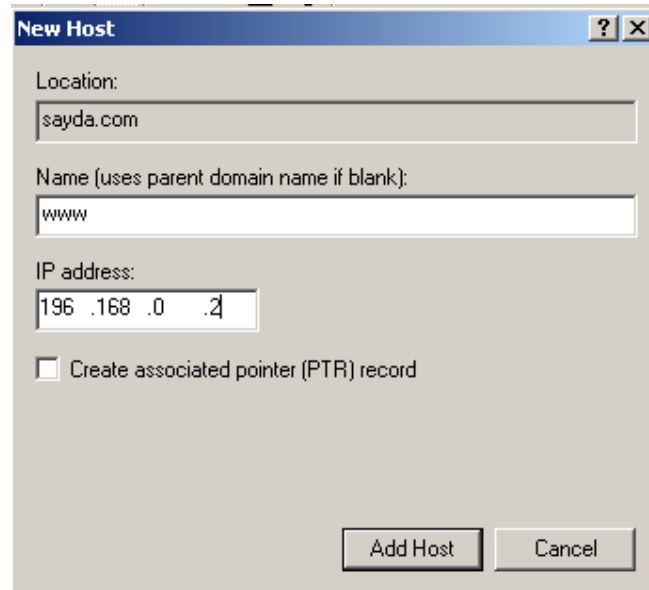 New Host
Location:
sayda.com
Name (uses parent domain name if blank):
www
IP address:
196 .168 .0 .2
Create associated pointer (PTR) record
Add Host Cancel